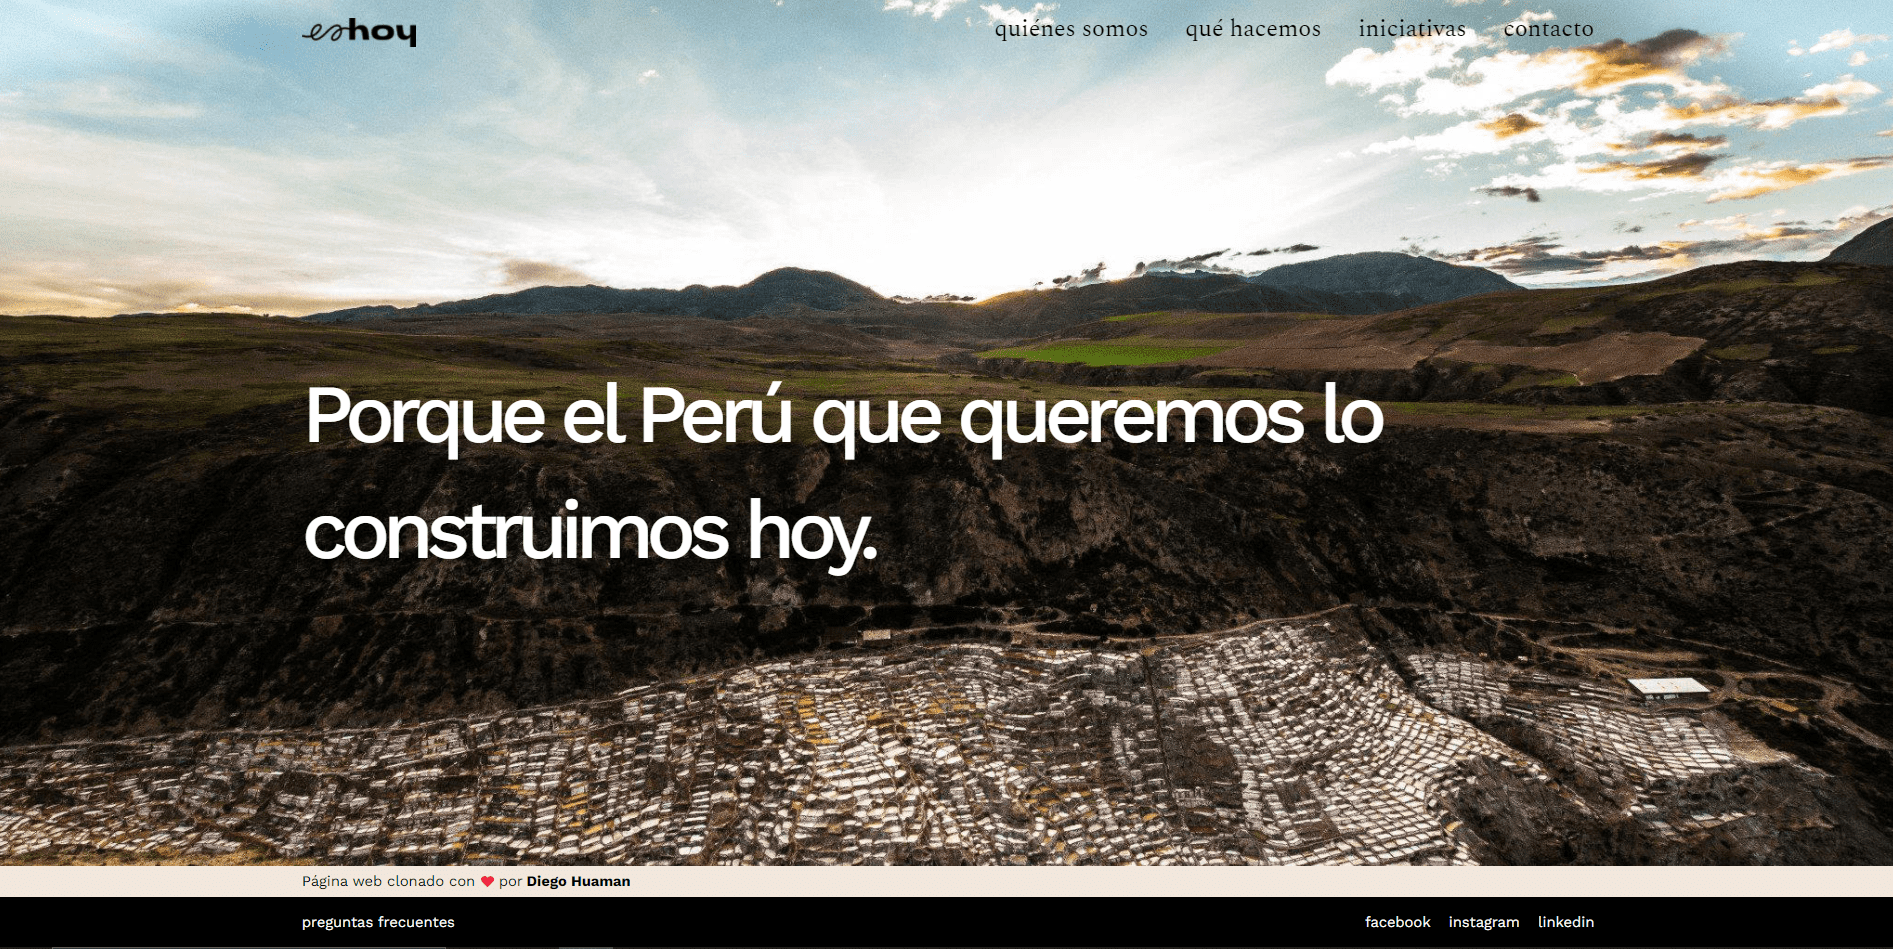 eshoy
quiénes somos qué hacemos iniciativas contacto
Porque el Perú que queremos lo
construimos hoy.
Página web clonado con ❤ por Diego Huaman
preguntas frecuentes
facebook instagram linkedin